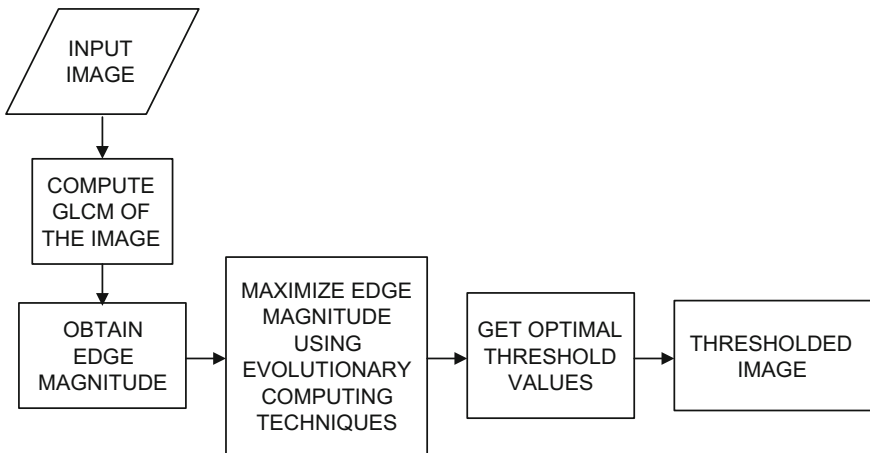 INPUT
IMAGE
COMPUTE
GLCM OF
THE IMAGE
OBTAIN
EDGE
MAGNITUDE
MAXIMIZE EDGE
MAGNITUDE
USING
EVOLUTIONARY
COMPUTING
TECHNIQUES
GET OPTIMAL
THRESHOLD
VALUES
THRESHOLDED
IMAGE